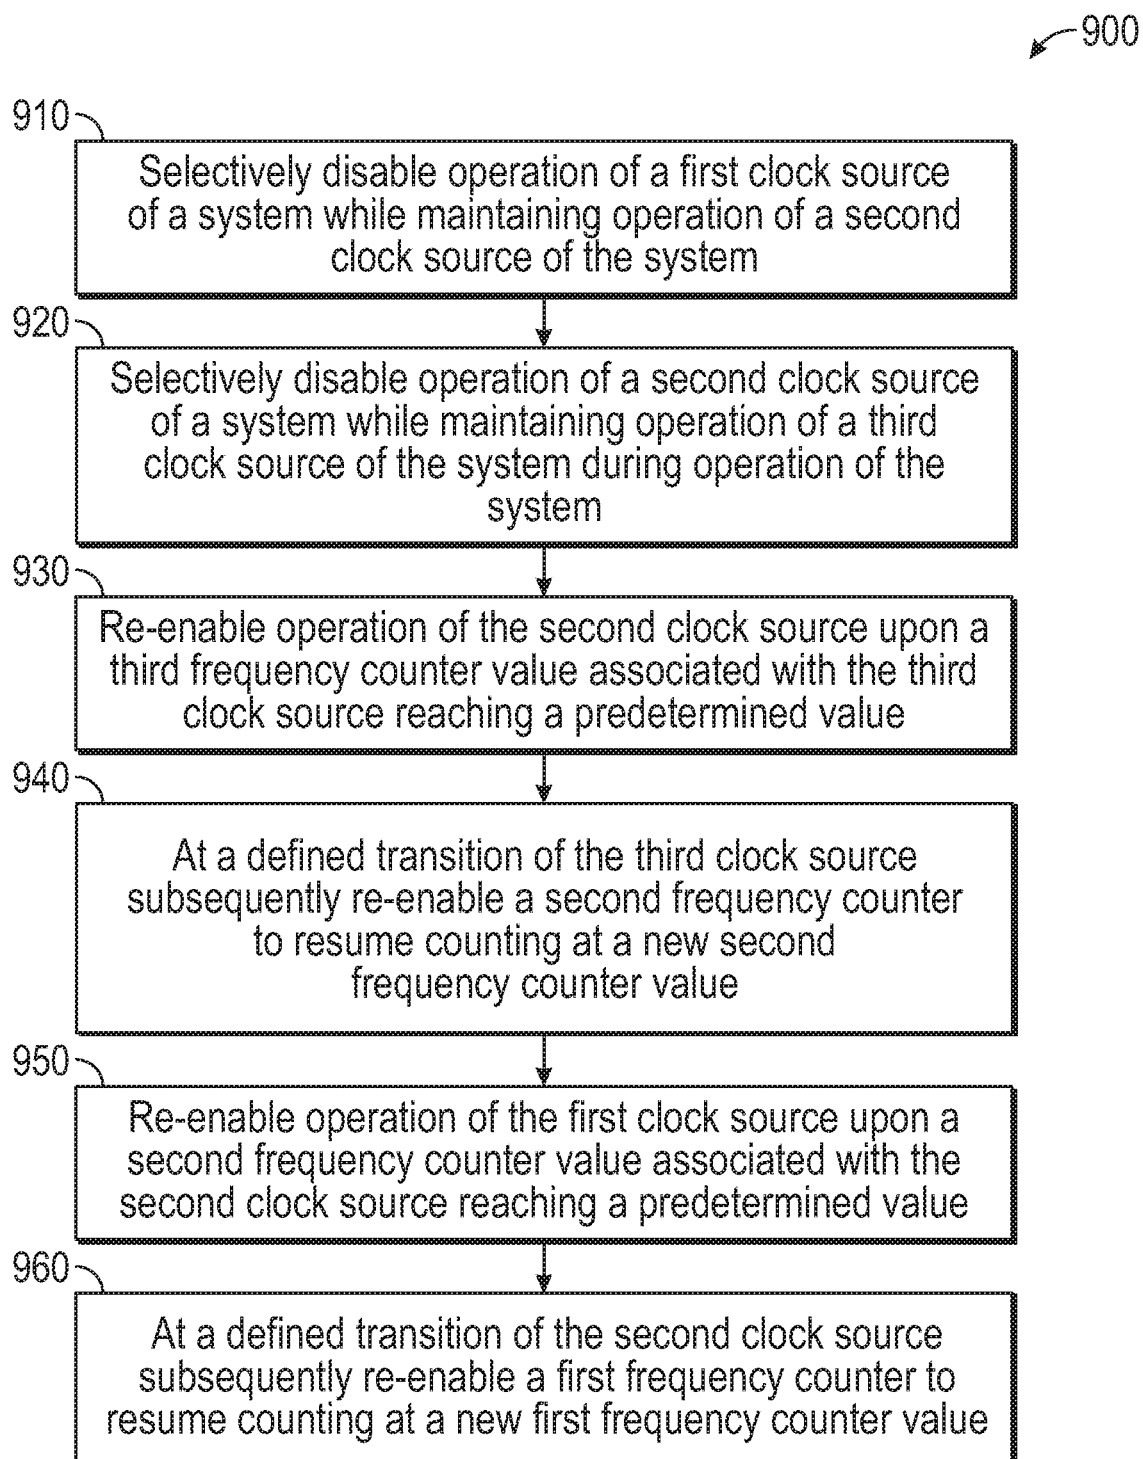 900
910
Selectively disable operation of a first clock source
of a system while maintaining operation of a second
clock source of the system
920
Selectively disable operation of a second clock source
of a system while maintaining operation of a third
clock source of the system during operation of the
system
930
Re-enable operation of the second clock source upon a
third frequency counter value associated with the third
clock source reaching a predetermined value
940
At a defined transition of the third clock source
subsequently re-enable a second frequency counter
to resume counting at a new second
frequency counter value
950
Re-enable operation of the first clock source upon a
second frequency counter value associated with the
second clock source reaching a predetermined value
960
At a defined transition of the second clock source
subsequently re-enable a first frequency counter to
resume counting at a new first frequency counter value